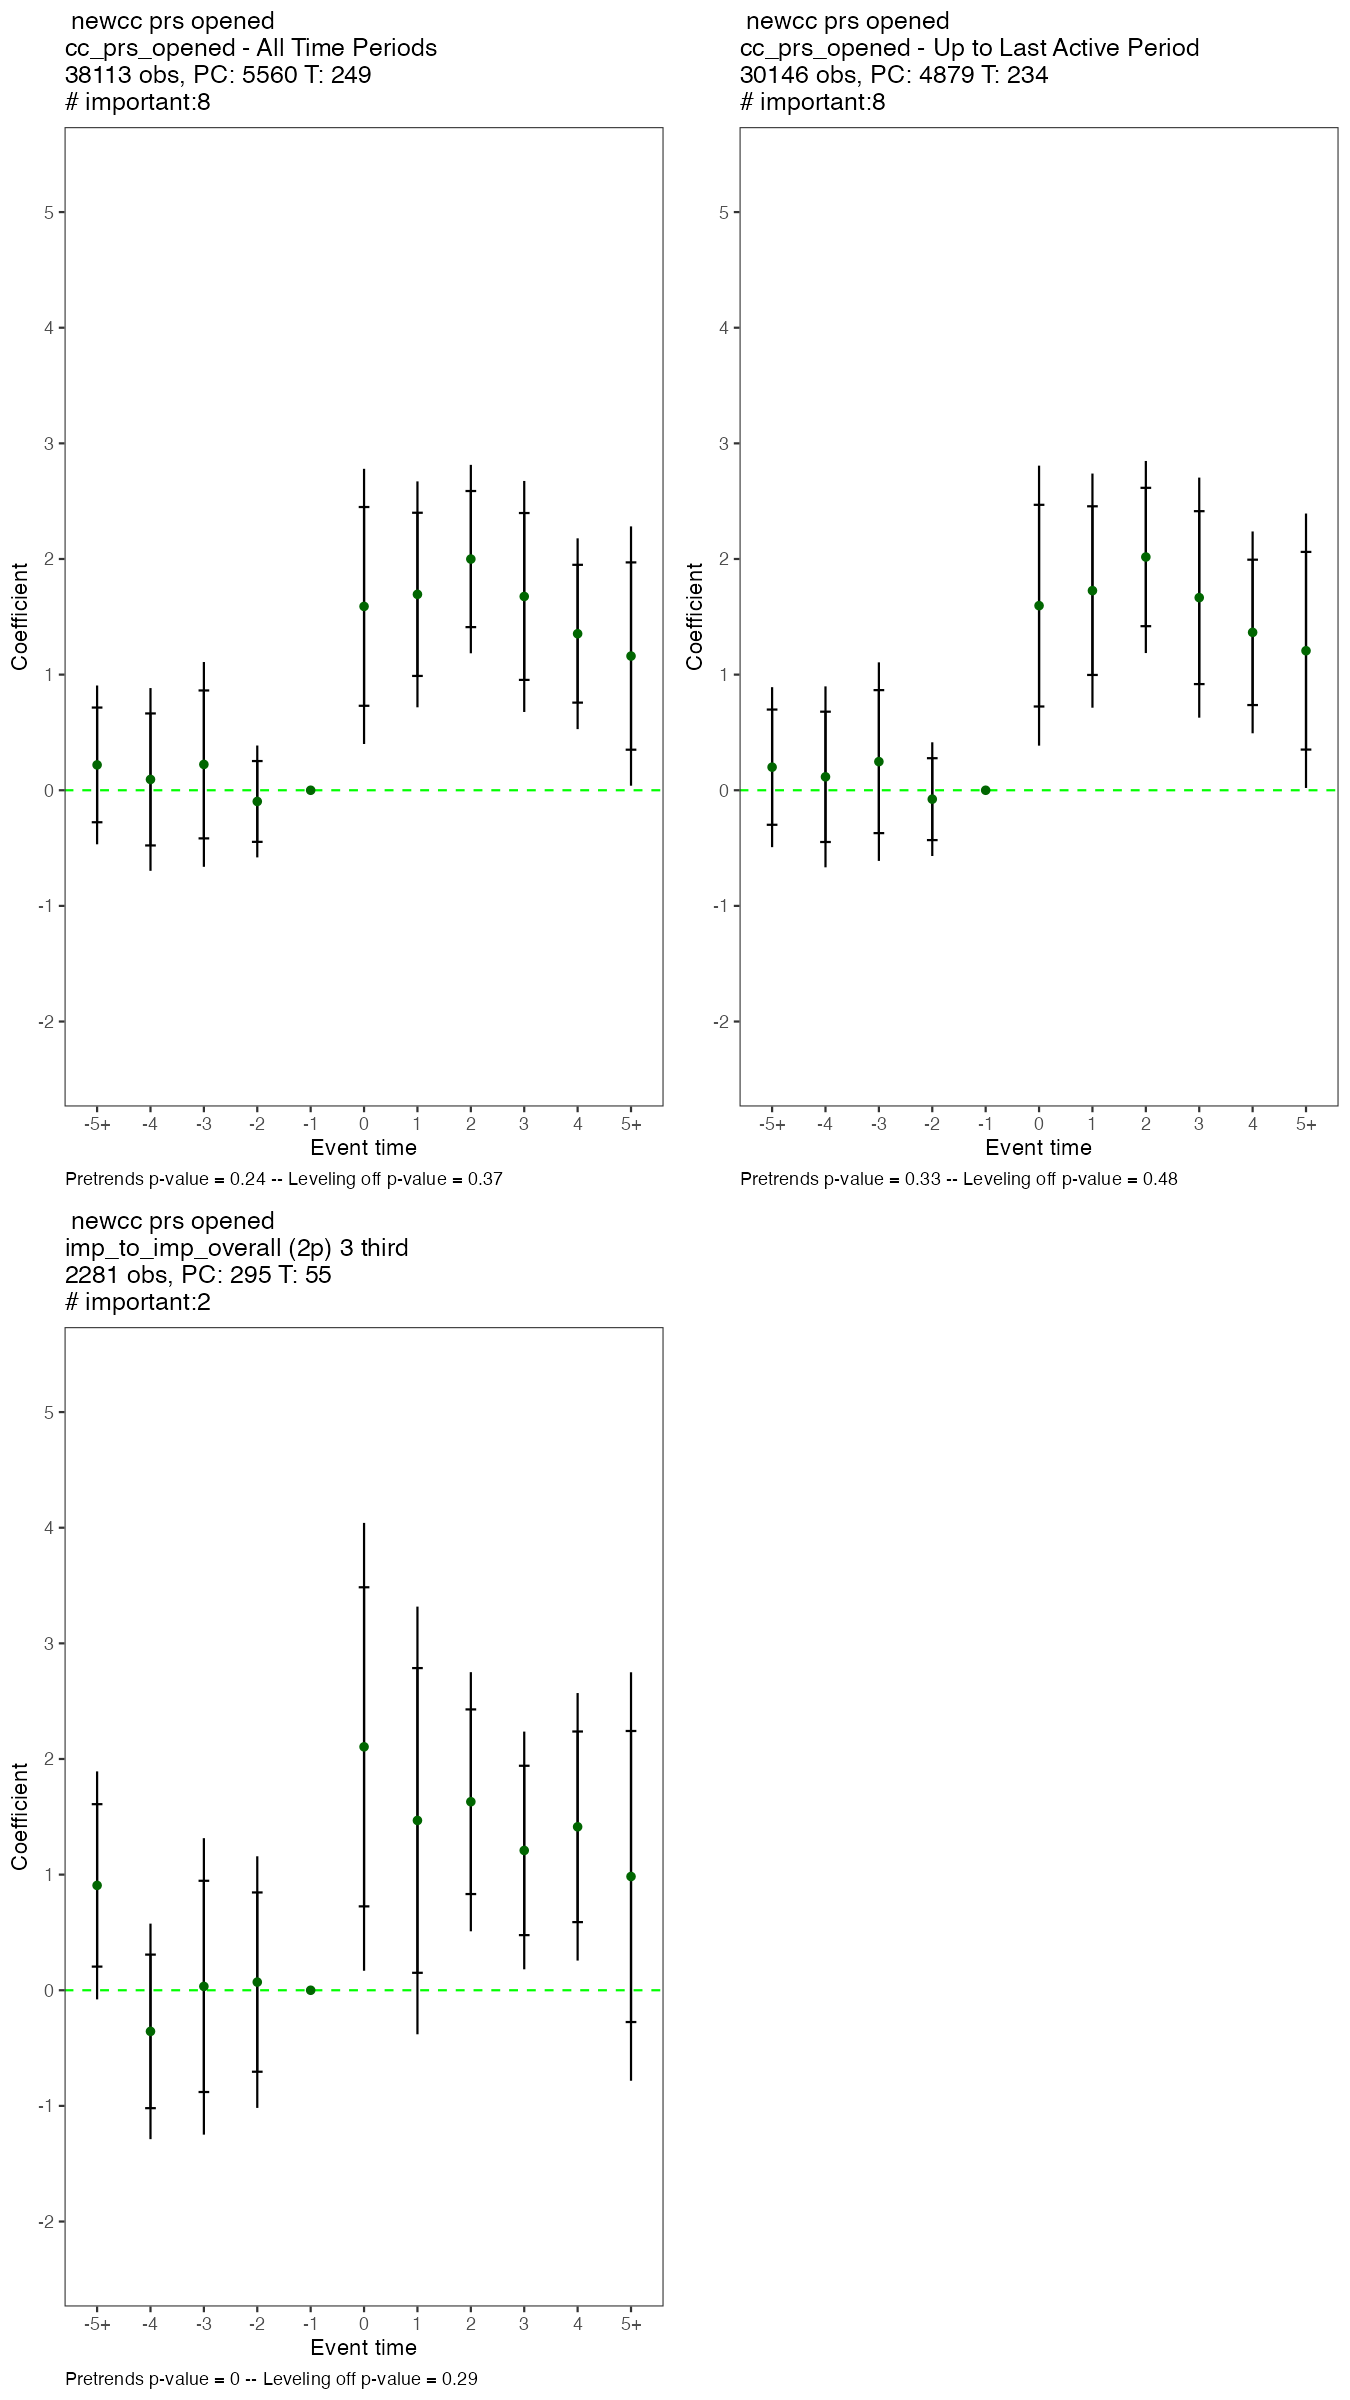 newcc prs opened
cc_prs_opened - All Time Periods
38113 obs, PC: 5560 T: 249
# important:8
5
4
3
2
1
0
-1
-2
Coefficient
-5+ -4 -3 -2 -1 0 1 2 3 4 5+
Event time
Pretrends p-value = 0.24 -- Leveling off p-value = 0.37
newcc prs opened
cc_prs_opened - Up to Last Active Period
30146 obs, PC: 4879 T: 234
# important:8
5
4
3
2
1
0
-1
-2
Coefficient
-5+ -4 -3 -2 -1 0 1 2 3 4 5+
Event time
Pretrends p-value = 0.33 -- Leveling off p-value = 0.48
newcc prs opened
imp_to_imp_overall (2p) 3 third
2281 obs, PC: 295 T: 55
# important:2
5
4
3
2
1
0
-1
-2
Coefficient
-5+ -4 -3 -2 -1 0 1 2 3 4 5+
Event time
Pretrends p-value = 0 -- Leveling off p-value = 0.29